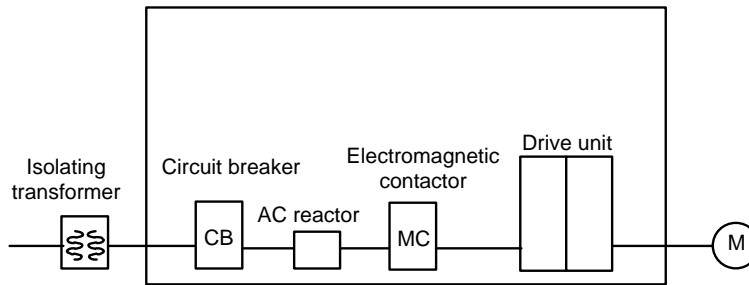 Isolating
transformer
Circuit breaker
CB
AC reactor
Electromagnetic
contactor
MC
Drive unit
M